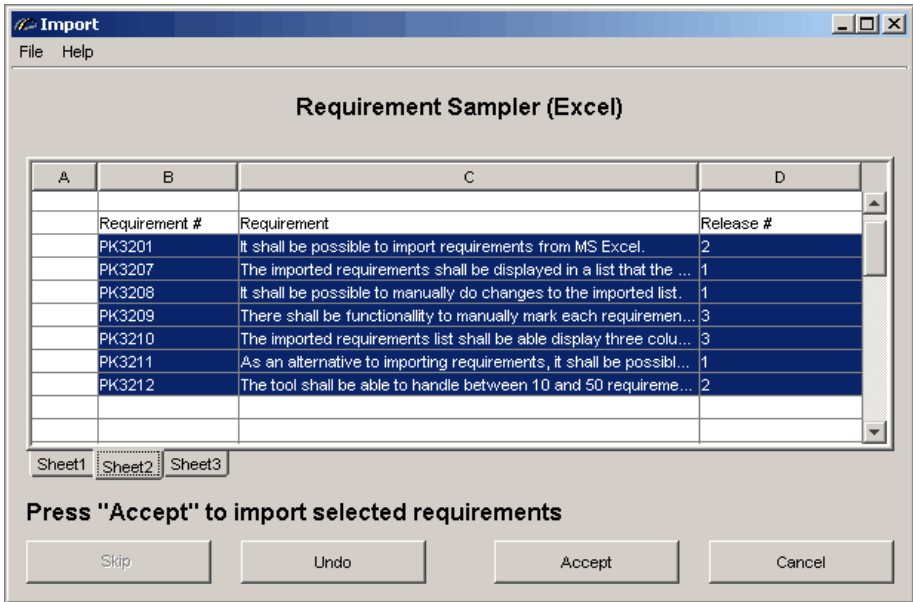 Import
File Help
Requirement Sampler (Excel)
A B C D
Requirement # Requirement Release #
PK3201 It shall be possible to import requirements from MS Excel. 2
PK3207 The imported requirements shall be displayed in a list that the ... 1
PK3208 It shall be possible to manually do changes to the imported list. 1
PK3209 There shall be functionallity to manually mark each requiremen... 3
PK3210 The imported requirements list shall be able display three colu... 3
PK3211 As an alternative to importing requirements, it shall be possibl... 1
PK3212 The tool shall be able to handle between 10 and 50 requireme... 2
Sheet1 Sheet2 Sheet3
Press "Accept" to import selected requirements
Skip Undo Accept Cancel